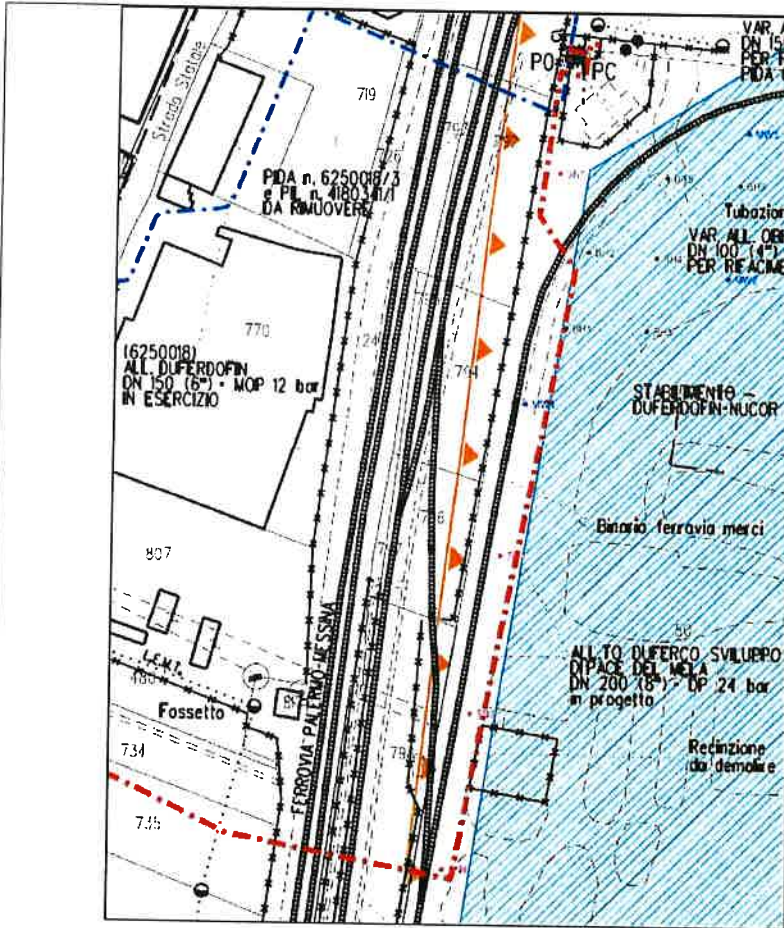 Strada Statale
719
PO
PC
VAR.
DN 15
PER
PIDA
PIDA n. 6250018/3
e PIL n. 4180341/1
DA RIMUOVERE
Tubazion
VAR. ALL.
DN 100 (4")
PER RIFACIME
770
(6250018)
ALL. DUFERDOFIN
DN 150 (6") - MOP 12 bar
IN ESERCIZIO
STABILIMENTO -
DUFERDOFIN-NUCOR
Binario ferrovia merci
807
FERROVIA PALERMO-MESSINA
ALL.TO DUFERCO SVILUPPO
DI PACE DEL MELA
DN 200 (8") - DP 24 bar
in progetto
Fossetto
734
Recinzione
da demolire
735